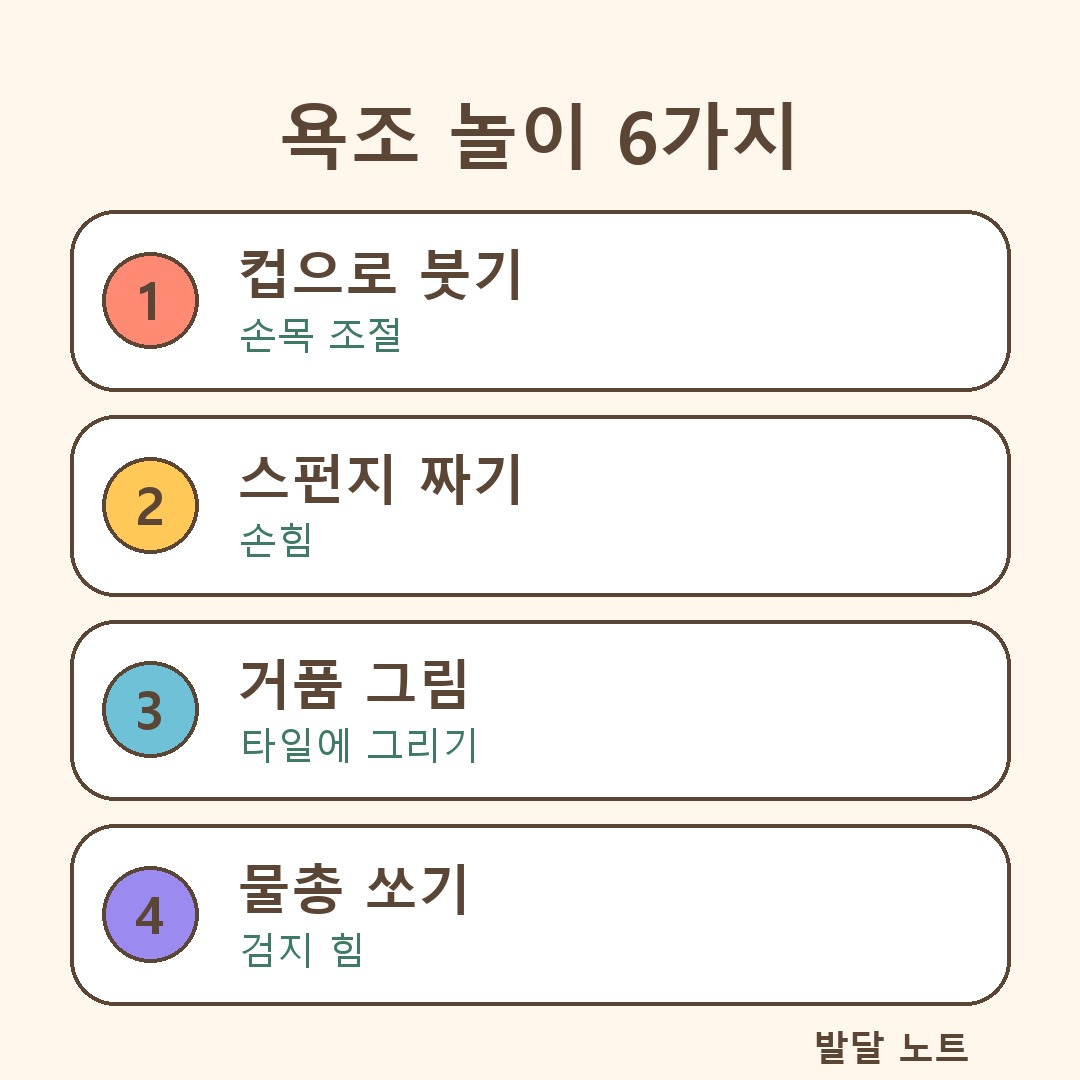 욕조 놀이 6가지
1
컵으로 붓기
손목 조절
2
스펀지 짜기
손힘
3
거품 그림
타일에 그리기
4
물총 쏘기
검지 힘
발달 노트